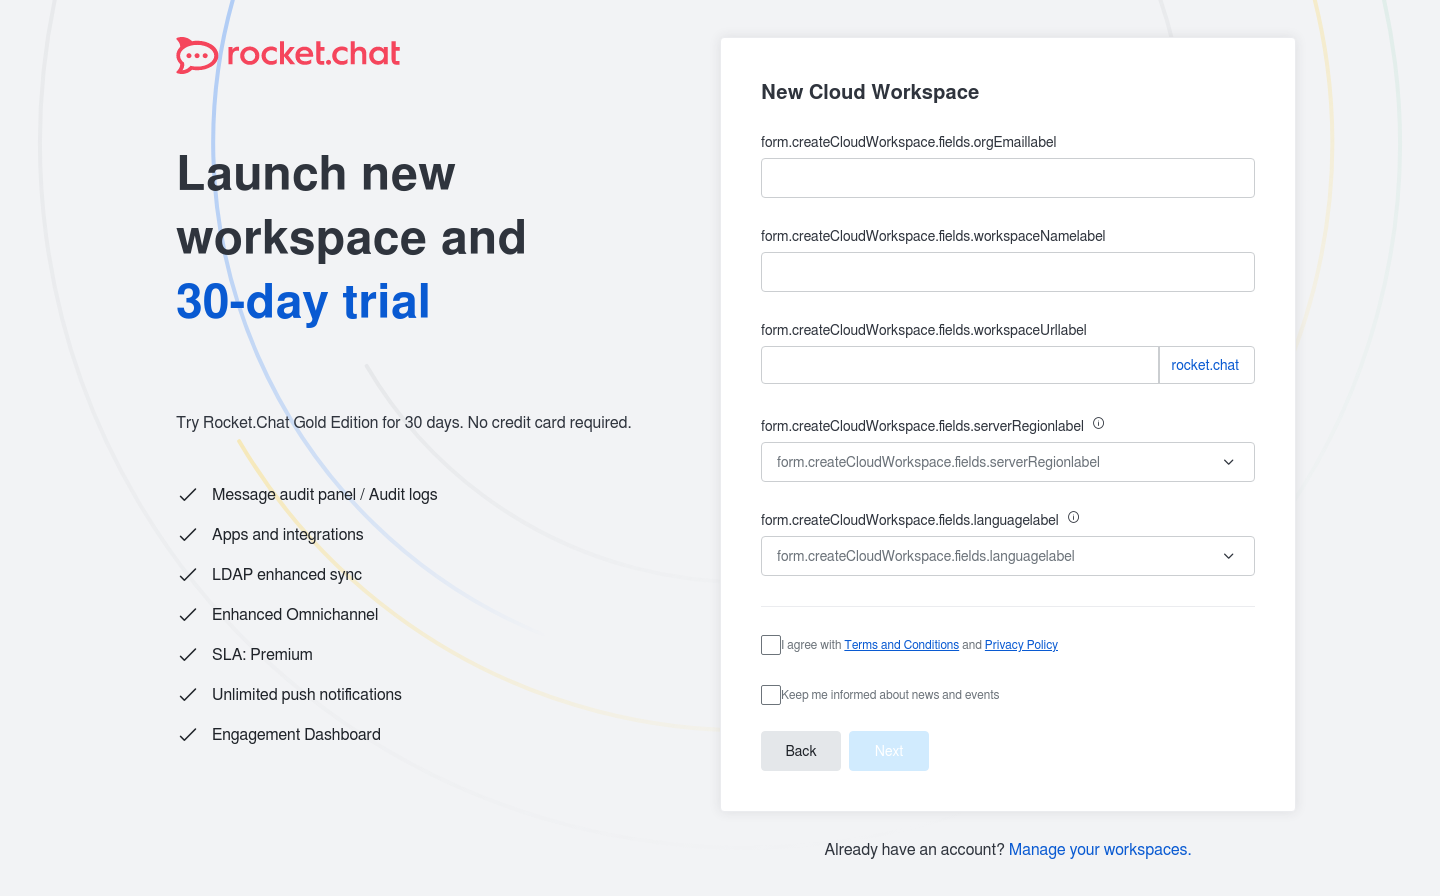 rocket.chat
Launch new
workspace and
30-day trial
Try Rocket.Chat Gold Edition for 30 days. No credit card required.
Message audit panel / Audit logs
Apps and integrations
LDAP enhanced sync
Enhanced Omnichannel
SLA: Premium
Unlimited push notifications
Engagement Dashboard
New Cloud Workspace
form.createCloudWorkspace.fields.orgEmaillabel
form.createCloudWorkspace.fields.workspaceNamelabel
form.createCloudWorkspace.fields.workspaceUrllabel
rocket.chat
form.createCloudWorkspace.fields.serverRegionlabel
form.createCloudWorkspace.fields.serverRegionlabel
form.createCloudWorkspace.fields.languagelabel
form.createCloudWorkspace.fields.languagelabel
I agree with Terms and Conditions and Privacy Policy
Keep me informed about news and events
Back Next
Already have an account? Manage your workspaces.